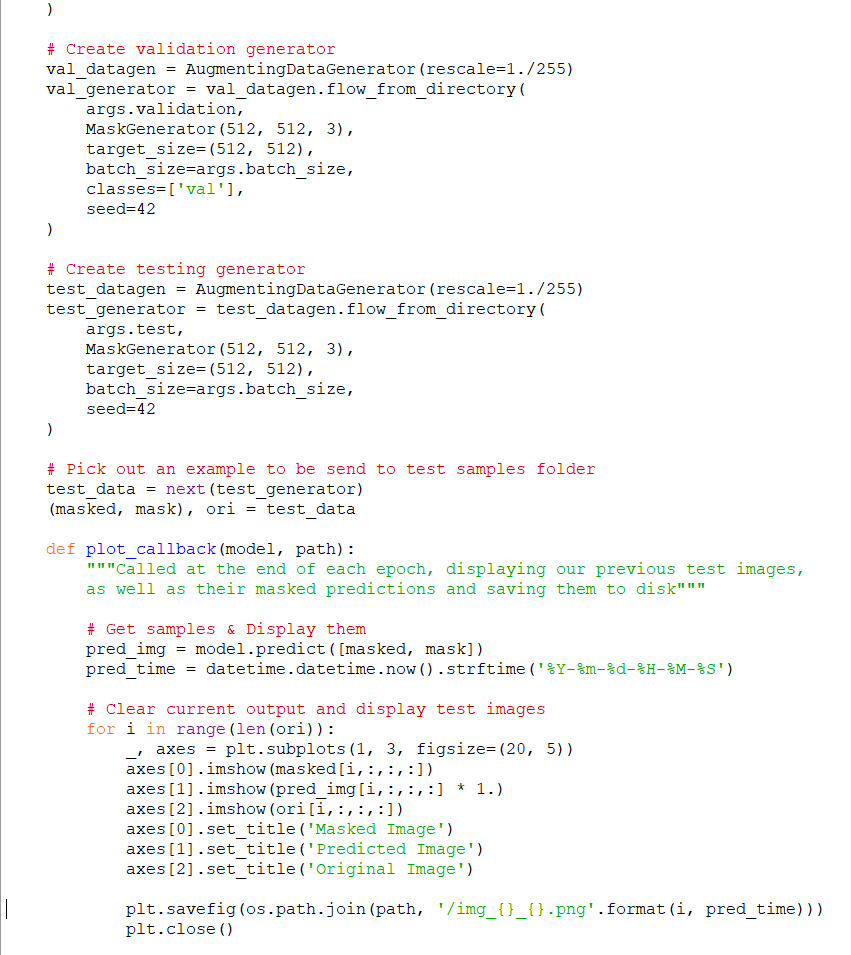 )
# Create validation generator
val_datagen = AugmentingDataGenerator(rescale=1./255)
val_generator = val_datagen.flow_from_directory(
    args.validation,
    MaskGenerator(512, 512, 3),
    target_size=(512, 512),
    batch_size=args.batch_size,
    classes=['val'],
    seed=42
)
# Create testing generator
test_datagen = AugmentingDataGenerator(rescale=1./255)
test_generator = test_datagen.flow_from_directory(
    args.test,
    MaskGenerator(512, 512, 3),
    target_size=(512, 512),
    batch_size=args.batch_size,
    seed=42
)
# Pick out an example to be send to test samples folder
test_data = next(test_generator)
(masked, mask), ori = test_data
def plot_callback(model, path):
    """Called at the end of each epoch, displaying our previous test images,
    as well as their masked predictions and saving them to disk"""
    # Get samples & Display them
    pred_img = model.predict([masked, mask])
    pred_time = datetime.datetime.now().strftime('%Y-%m-%d-%H-%M-%S')
    # Clear current output and display test images
    for i in range(len(ori)):
        _, axes = plt.subplots(1, 3, figsize=(20, 5))
        axes[0].imshow(masked[i,:,:,:])
        axes[1].imshow(pred_img[i,:,:,:] * 1.)
        axes[2].imshow(ori[i,:,:,:])
        axes[0].set_title('Masked Image')
        axes[1].set_title('Predicted Image')
        axes[2].set_title('Original Image')
        plt.savefig(os.path.join(path, '/img_{}_{}.png'.format(i, pred_time)))
        plt.close()